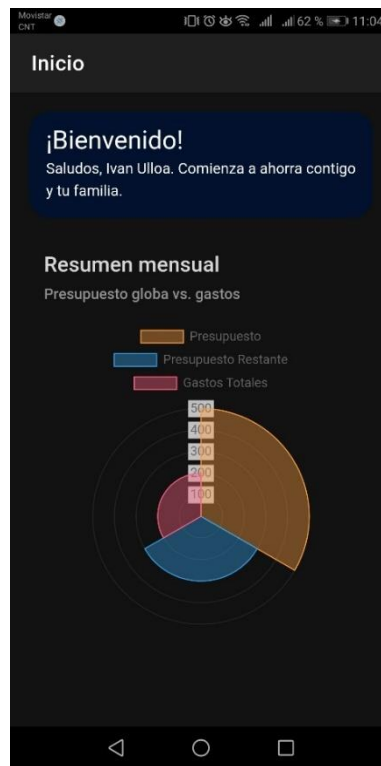 Movistar
CNT
62 % 11:04
Inicio
¡Bienvenido!
Saludos, Ivan Ulloa. Comienza a ahorra contigo
y tu familia.
Resumen mensual
Presupuesto globa vs. gastos
Presupuesto
Presupuesto Restante
Gastos Totales
500
400
300
200
100